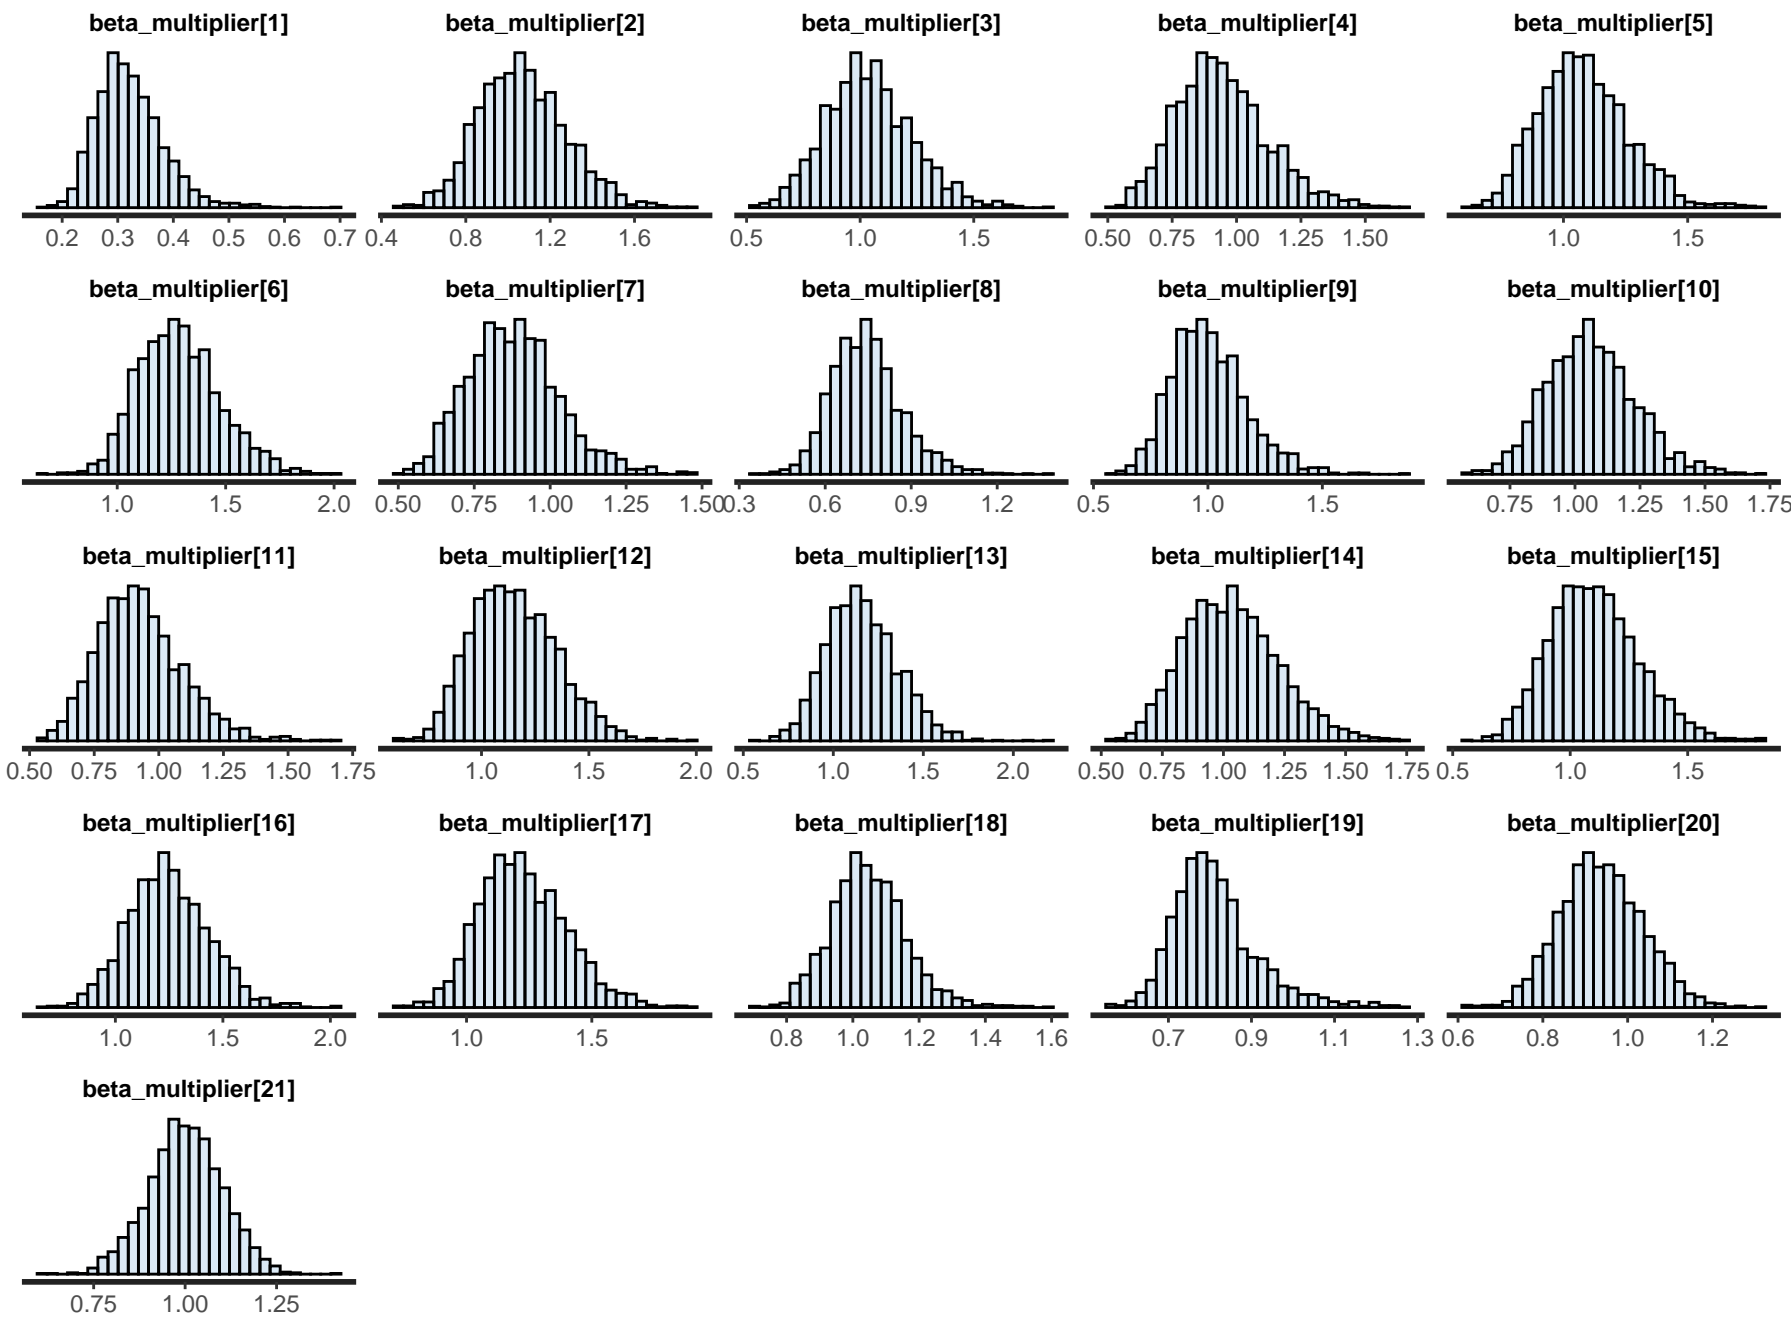 beta_multiplier[1] beta_multiplier[2] beta_multiplier[3] beta_multiplier[4] beta_multiplier[5]
0.2 0.3 0.4 0.5 0.6 0.7 0.4 0.8 1.2 1.6 0.5 1.0 1.5 0.50 0.75 1.00 1.25 1.50 1.0 1.5
beta_multiplier[6] beta_multiplier[7] beta_multiplier[8] beta_multiplier[9] beta_multiplier[10]
1.0 1.5 2.0 0.50 0.75 1.00 1.25 1.50 0.3 0.6 0.9 1.2 0.5 1.0 1.5 0.75 1.00 1.25 1.50 1.75
beta_multiplier[11] beta_multiplier[12] beta_multiplier[13] beta_multiplier[14] beta_multiplier[15]
0.50 0.75 1.00 1.25 1.50 1.75 1.0 1.5 2.0 0.5 1.0 1.5 2.0 0.50 0.75 1.00 1.25 1.50 1.75 0.5 1.0 1.5
beta_multiplier[16] beta_multiplier[17] beta_multiplier[18] beta_multiplier[19] beta_multiplier[20]
1.0 1.5 2.0 1.0 1.5 0.8 1.0 1.2 1.4 1.6 0.7 0.9 1.1 1.3 0.6 0.8 1.0 1.2
beta_multiplier[21]
0.75 1.00 1.25